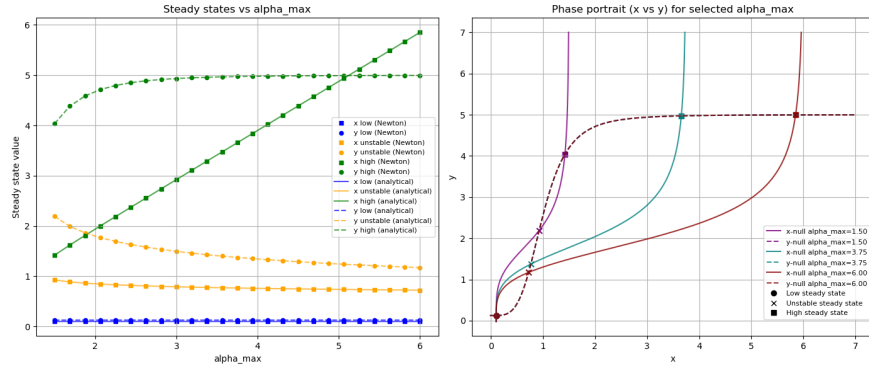 Steady states vs alpha_max
6
5
4
3
2
1
0
Steady state value
x low (Newton)
y low (Newton)
x unstable (Newton)
y unstable (Newton)
x high (Newton)
y high (Newton)
x low (analytical)
y low (analytical)
x unstable (analytical)
y unstable (analytical)
x high (analytical)
y high (analytical)
2 3 4 5 6
alpha_max
Phase portrait (x vs y) for selected alpha_max
7
6
5
4
3
2
1
0
y
x-null alpha_max=1.50
y-null alpha_max=1.50
x-null alpha_max=3.75
y-null alpha_max=3.75
x-null alpha_max=6.00
y-null alpha_max=6.00
Low steady state
Unstable steady state
High steady state
0 1 2 3 4 5 6 7
x